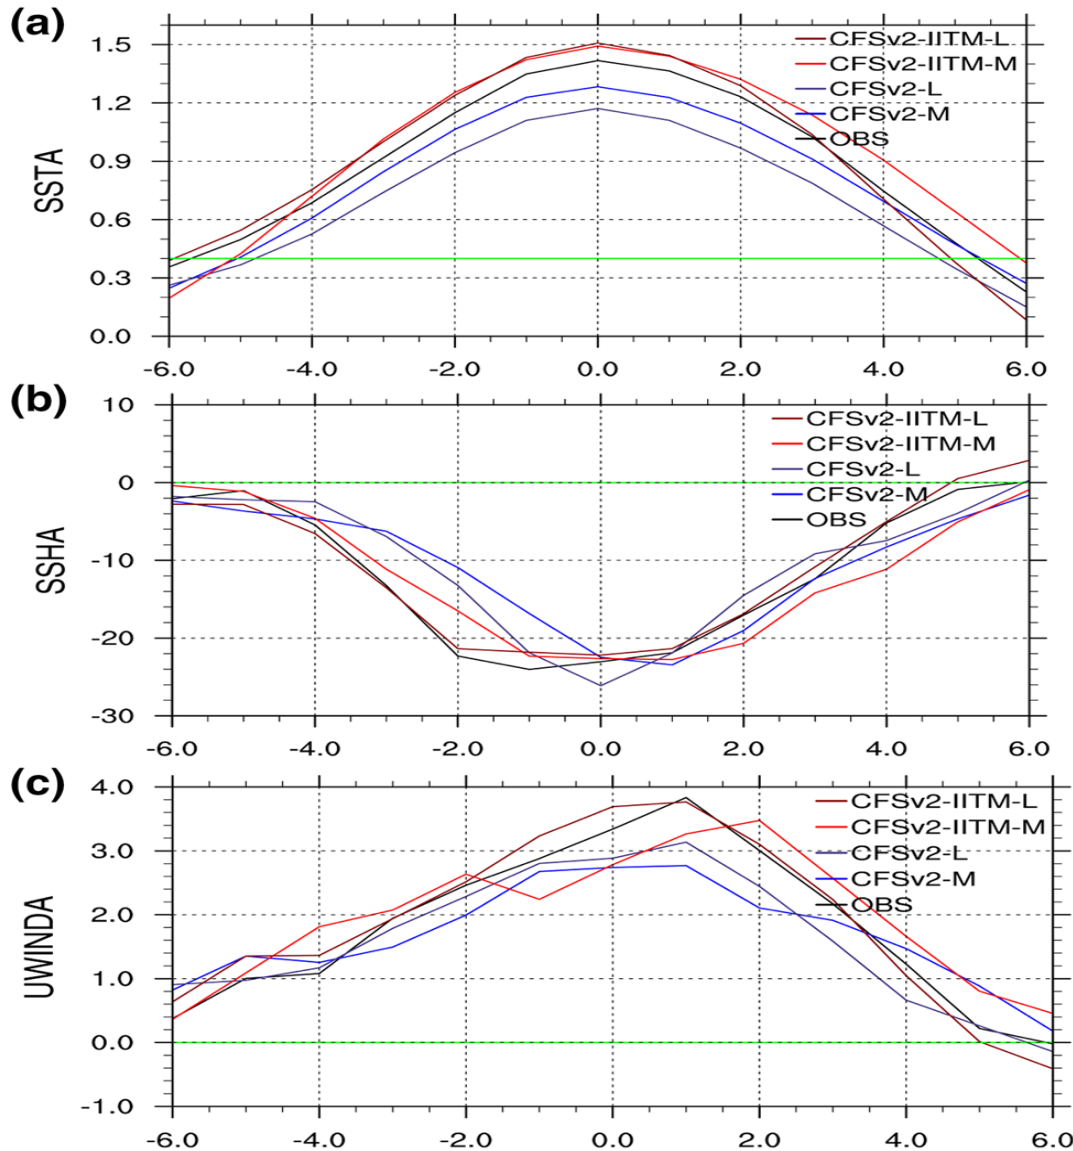 (a)
1.5
1.2
0.9
0.6
0.3
0.0
SSTA
CFSv2-IITM-L
CFSv2-IITM-M
CFSv2-L
CFSv2-M
OBS
-6.0 -4.0 -2.0 0.0 2.0 4.0 6.0
(b)
10
0
-10
-20
-30
SSHA
CFSv2-IITM-L
CFSv2-IITM-M
CFSv2-L
CFSv2-M
OBS
-6.0 -4.0 -2.0 0.0 2.0 4.0 6.0
(c)
4.0
3.0
2.0
1.0
0.0
-1.0
UWINDA
CFSv2-IITM-L
CFSv2-IITM-M
CFSv2-L
CFSv2-M
OBS
-6.0 -4.0 -2.0 0.0 2.0 4.0 6.0